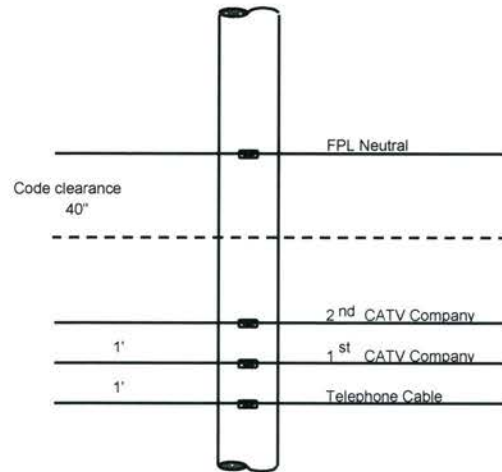 FPL Neutral
Code clearance
40"
2nd CATV Company
1'
1st CATV Company
1'
Telephone Cable